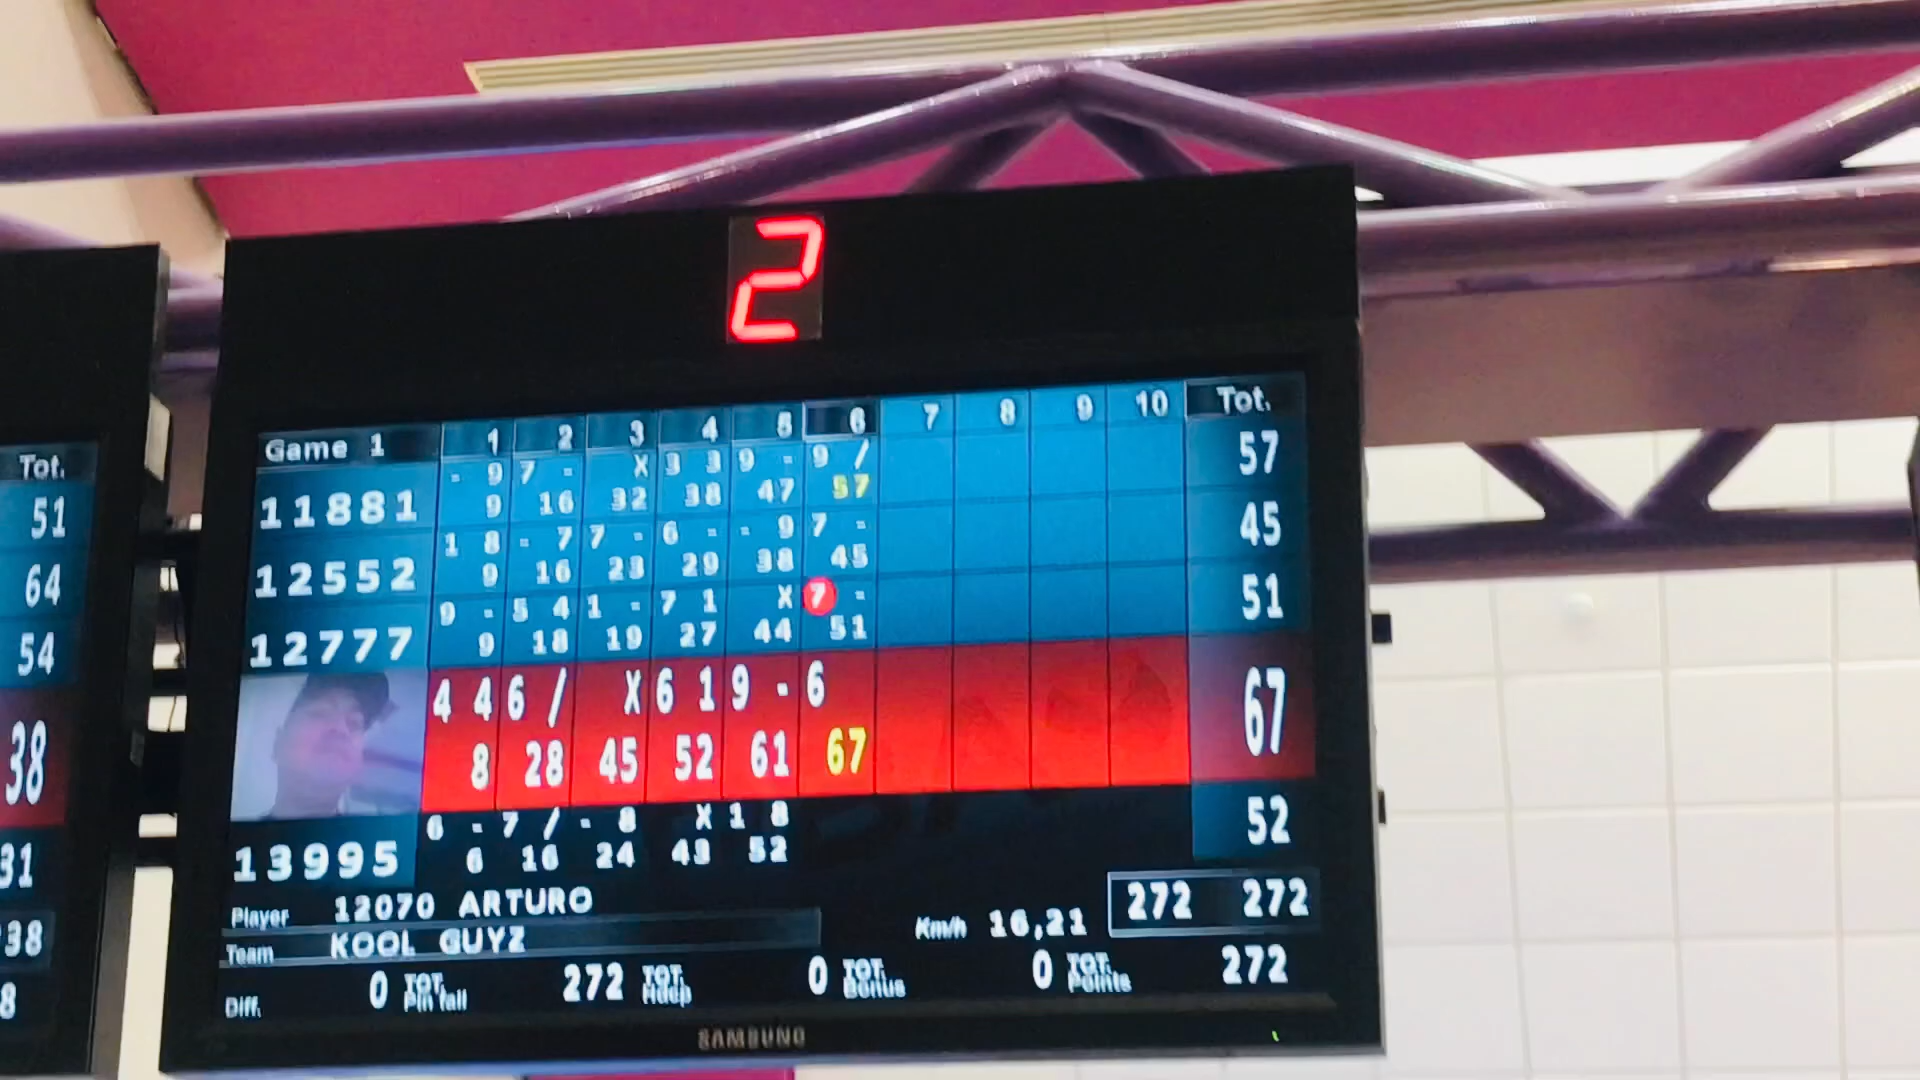 2
Tot.
51
64
54
38
31
38
8
Game 1 1 2 3 4 5 6 7 8 9 10 Tot.
- 9 7 - X 3 3 9 - 9 / 57
11881 9 16 32 38 47 57
1 8 - 7 7 - 6 - - 9 7 - 45
12552 9 16 23 29 38 45
9 - 5 4 1 - 7 1 X 7 - 51
12777 9 18 19 27 44 51
4 4 6 / X 6 1 9 - 6 67
8 28 45 52 61 67
6 - 7 / - 8 X 1 8 52
13995 6 16 24 43 52
Player 12070 ARTURO
Km/h 16,21 272 272
Team KOOL GUYZ
Diff. 0 TOT. Pin fall 272 TOT. Hdcp 0 TOT. Bonus 0 TOT. Points 272
SAMSUNG